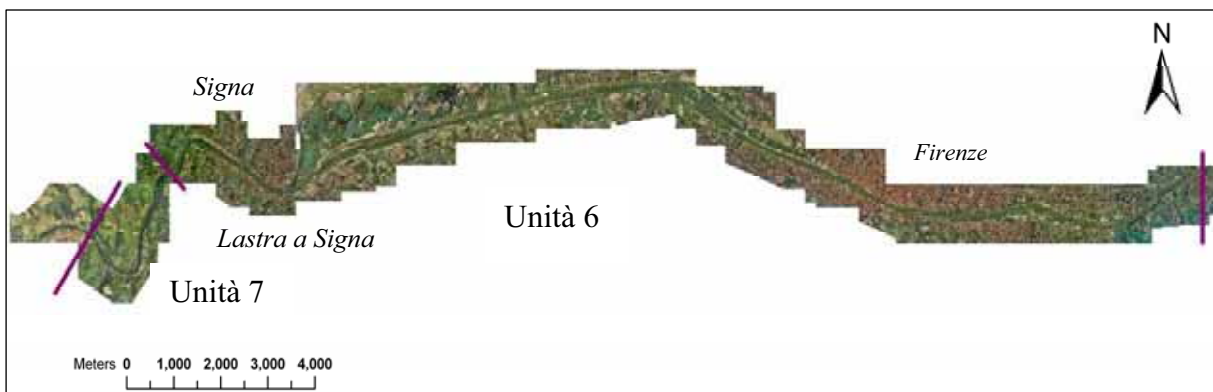 N
Signa
Firenze
Lastra a Signa
Unità 6
Unità 7
Meters 0 1,000 2,000 3,000 4,000